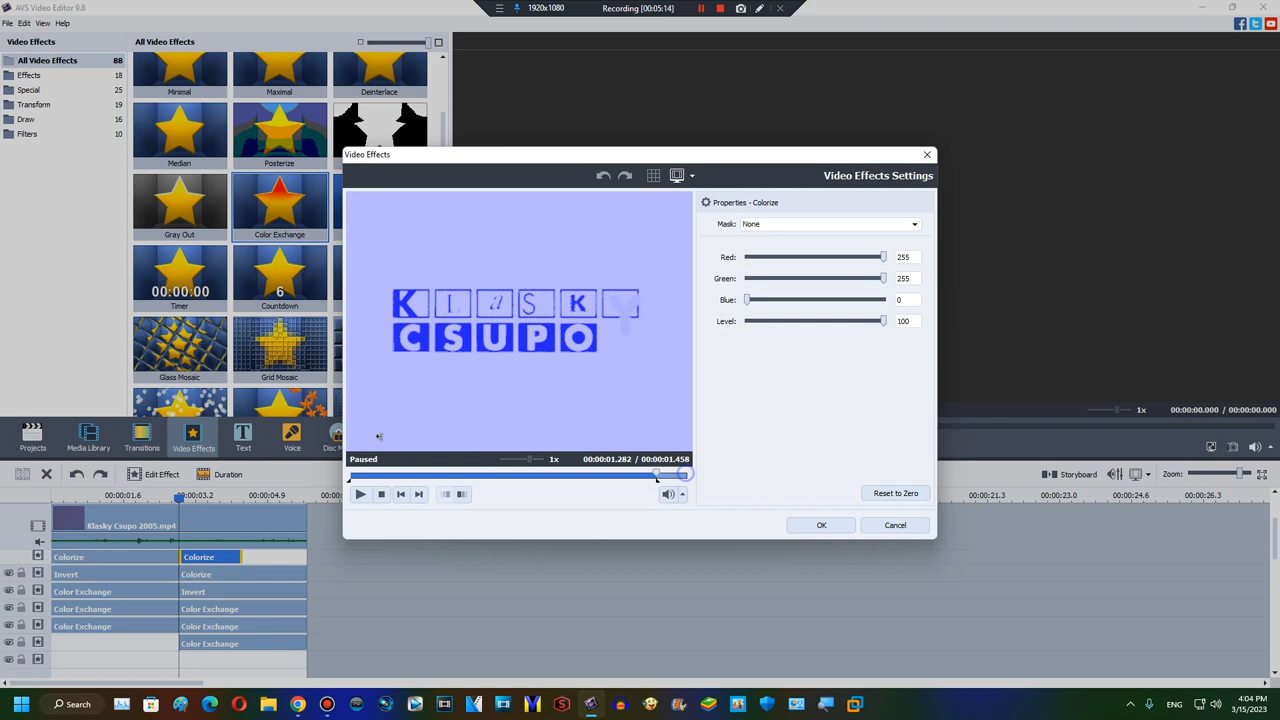 AVS Video Editor 9.8
1920x1080
Recording [00:05:14]
File Edit View Help
Video Effects
All Video Effects
All Video Effects 88
Effects 18
Special 25
Transform 19
Draw 16
Filters 10
Minimal Maximal Deinterlace
Median Posterize
Gray Out Color Exchange
00:00:00 6
Timer Countdown
Glass Mosaic Grid Mosaic
Video Effects
Video Effects Settings
Properties - Colorize
Mask: None
Red: 255
Green: 255
Blue: 0
Level: 100
KlaSKY
CSUPO
Paused 1x 00:00:01.282 / 00:00:01.458
Reset to Zero
OK Cancel
1x 00:00:00.000 / 00:00:00.000
Projects Media Library Transitions Video Effects Text Voice Disc M
Edit Effect Duration Storyboard Zoom:
00:00:01.6 00:00:03.2 00:00:21.3 00:00:23.0 00:00:24.6 00:00:26.3
Klasky Csupo 2005.mp4
Colorize Colorize
Invert Colorize
Color Exchange Invert
Color Exchange Color Exchange
Color Exchange Color Exchange
Color Exchange
Search
ENG
4:04 PM
3/15/2023